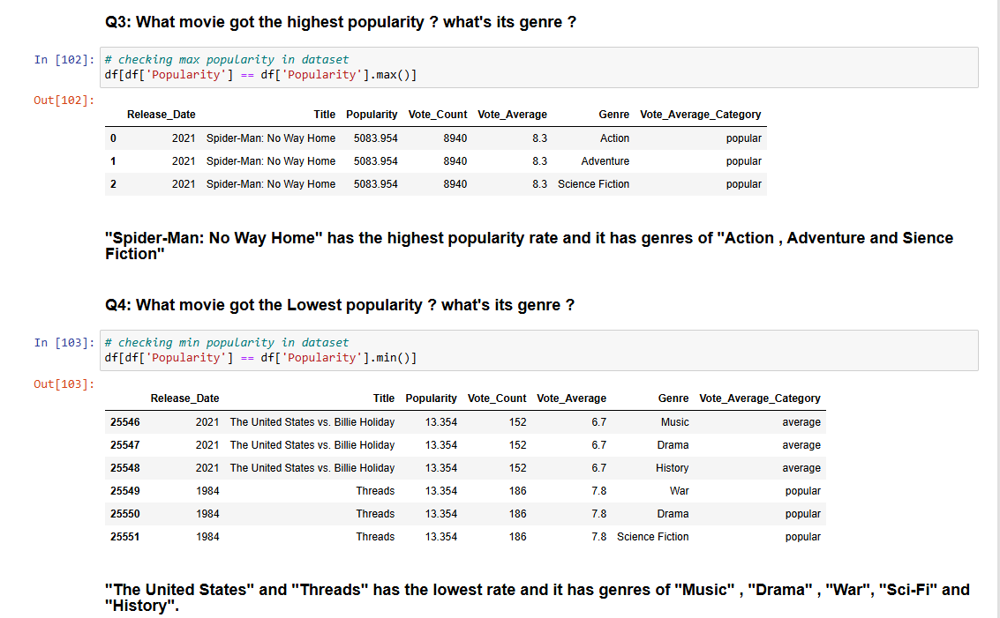 Q3: What movie got the highest popularity ? what's its genre ?
In [102]: # checking max popularity in dataset
df[df['Popularity'] == df['Popularity'].max()]
Out[102]:
Release_Date Title Popularity Vote_Count Vote_Average Genre Vote_Average_Category
0 2021 Spider-Man: No Way Home 5083.954 8940 8.3 Action popular
1 2021 Spider-Man: No Way Home 5083.954 8940 8.3 Adventure popular
2 2021 Spider-Man: No Way Home 5083.954 8940 8.3 Science Fiction popular
"Spider-Man: No Way Home" has the highest popularity rate and it has genres of "Action , Adventure and Sience
Fiction"
Q4: What movie got the Lowest popularity ? what's its genre ?
In [103]: # checking min popularity in dataset
df[df['Popularity'] == df['Popularity'].min()]
Out[103]:
Release_Date Title Popularity Vote_Count Vote_Average Genre Vote_Average_Category
25546 2021 The United States vs. Billie Holiday 13.354 152 6.7 Music average
25547 2021 The United States vs. Billie Holiday 13.354 152 6.7 Drama average
25548 2021 The United States vs. Billie Holiday 13.354 152 6.7 History average
25549 1984 Threads 13.354 186 7.8 War popular
25550 1984 Threads 13.354 186 7.8 Drama popular
25551 1984 Threads 13.354 186 7.8 Science Fiction popular
"The United States" and "Threads" has the lowest rate and it has genres of "Music" , "Drama" , "War", "Sci-Fi" and
"History".